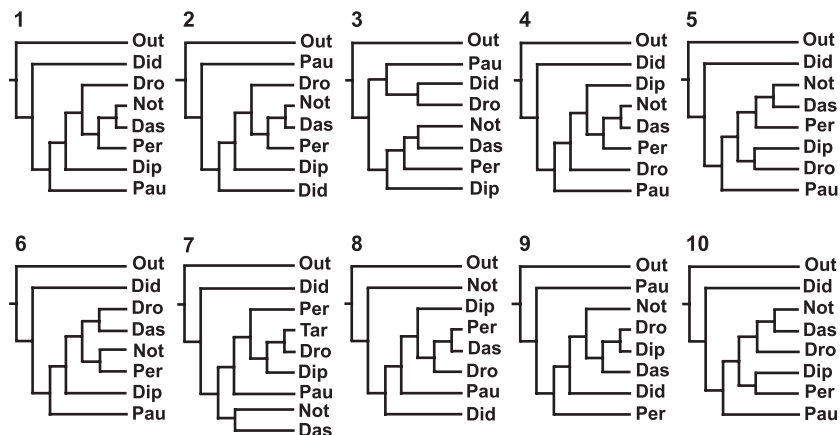 1
Out
Did
Dro
Not
Das
Per
Dip
Pau
2
Out
Pau
Dro
Not
Das
Per
Dip
Did
3
Out
Pau
Did
Dro
Not
Das
Per
Dip
4
Out
Did
Dip
Not
Das
Per
Dro
Pau
5
Out
Did
Not
Das
Per
Dip
Dro
Pau
6
Out
Did
Dro
Das
Not
Per
Dip
Pau
7
Out
Did
Per
Tar
Dro
Dip
Pau
Not
Das
8
Out
Not
Dip
Per
Das
Dro
Pau
Did
9
Out
Pau
Not
Dro
Dip
Das
Did
Per
10
Out
Did
Not
Das
Dro
Dip
Per
Pau